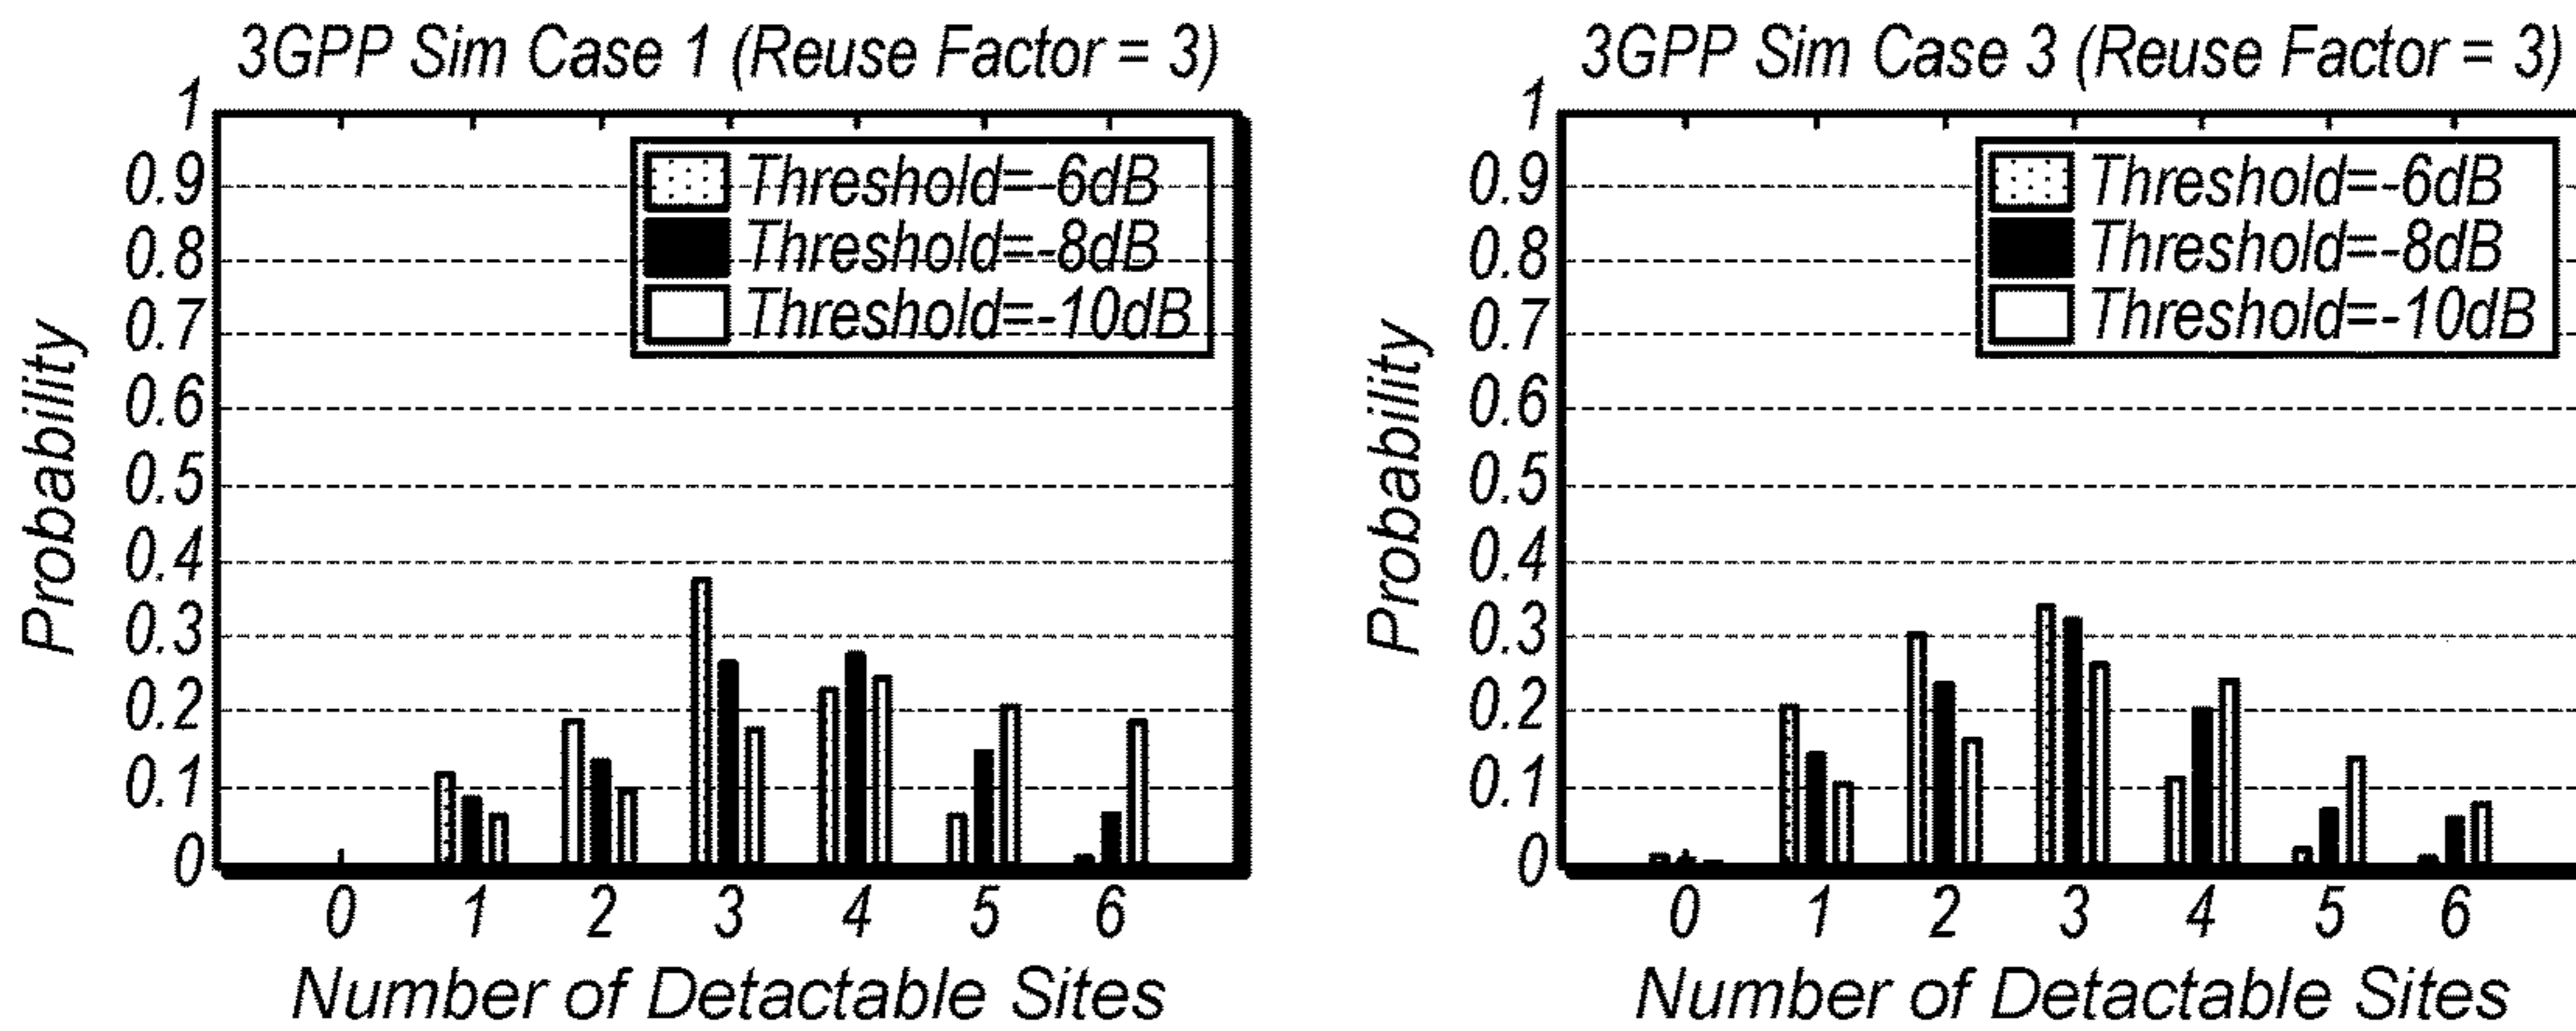 3GPP Sim Case 1 (Reuse Factor = 3)
1
0.9
0.8
0.7
0.6
0.5
0.4
0.3
0.2
0.1
0
Probability
Threshold=-6dB
Threshold=-8dB
Threshold=-10dB
0 1 2 3 4 5 6
Number of Detactable Sites
3GPP Sim Case 3 (Reuse Factor = 3)
1
0.9
0.8
0.7
0.6
0.5
0.4
0.3
0.2
0.1
0
Probability
Threshold=-6dB
Threshold=-8dB
Threshold=-10dB
0 1 2 3 4 5 6
Number of Detactable Sites